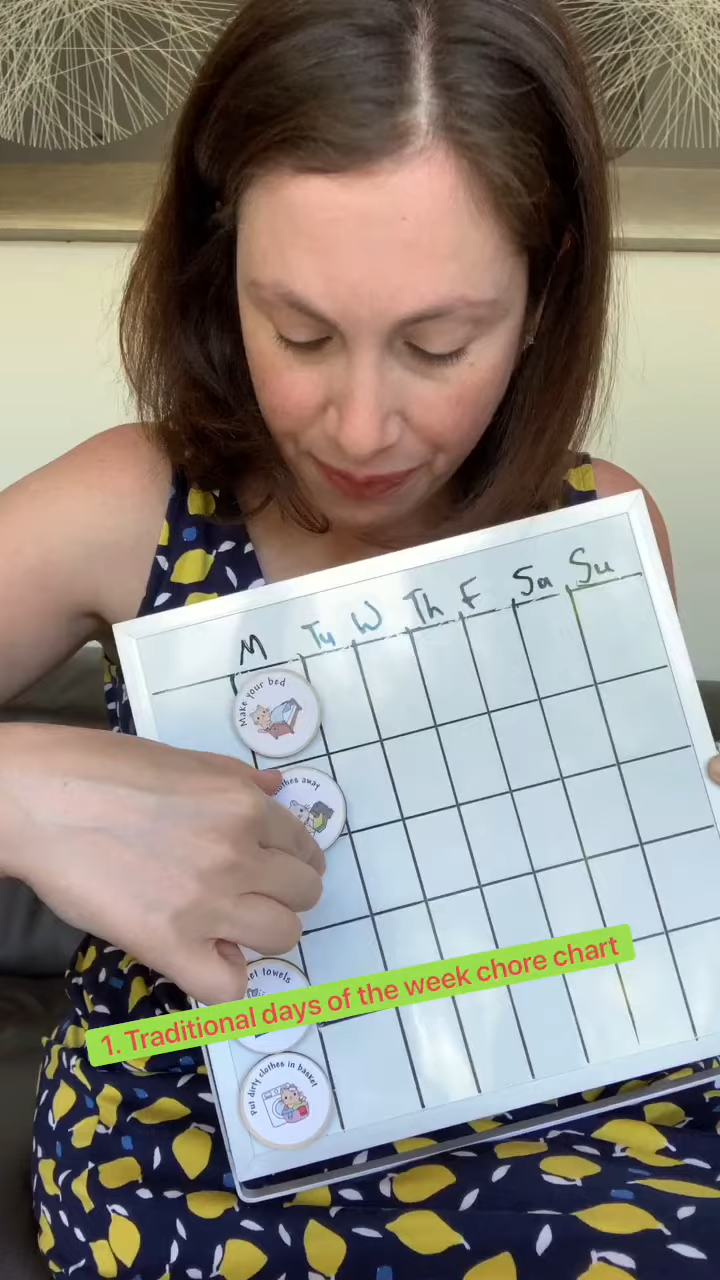 M Tu W Th F Sa Su
Make your bed
clothes away
towels
1. Traditional days of the week chore chart
Put dirty clothes in basket